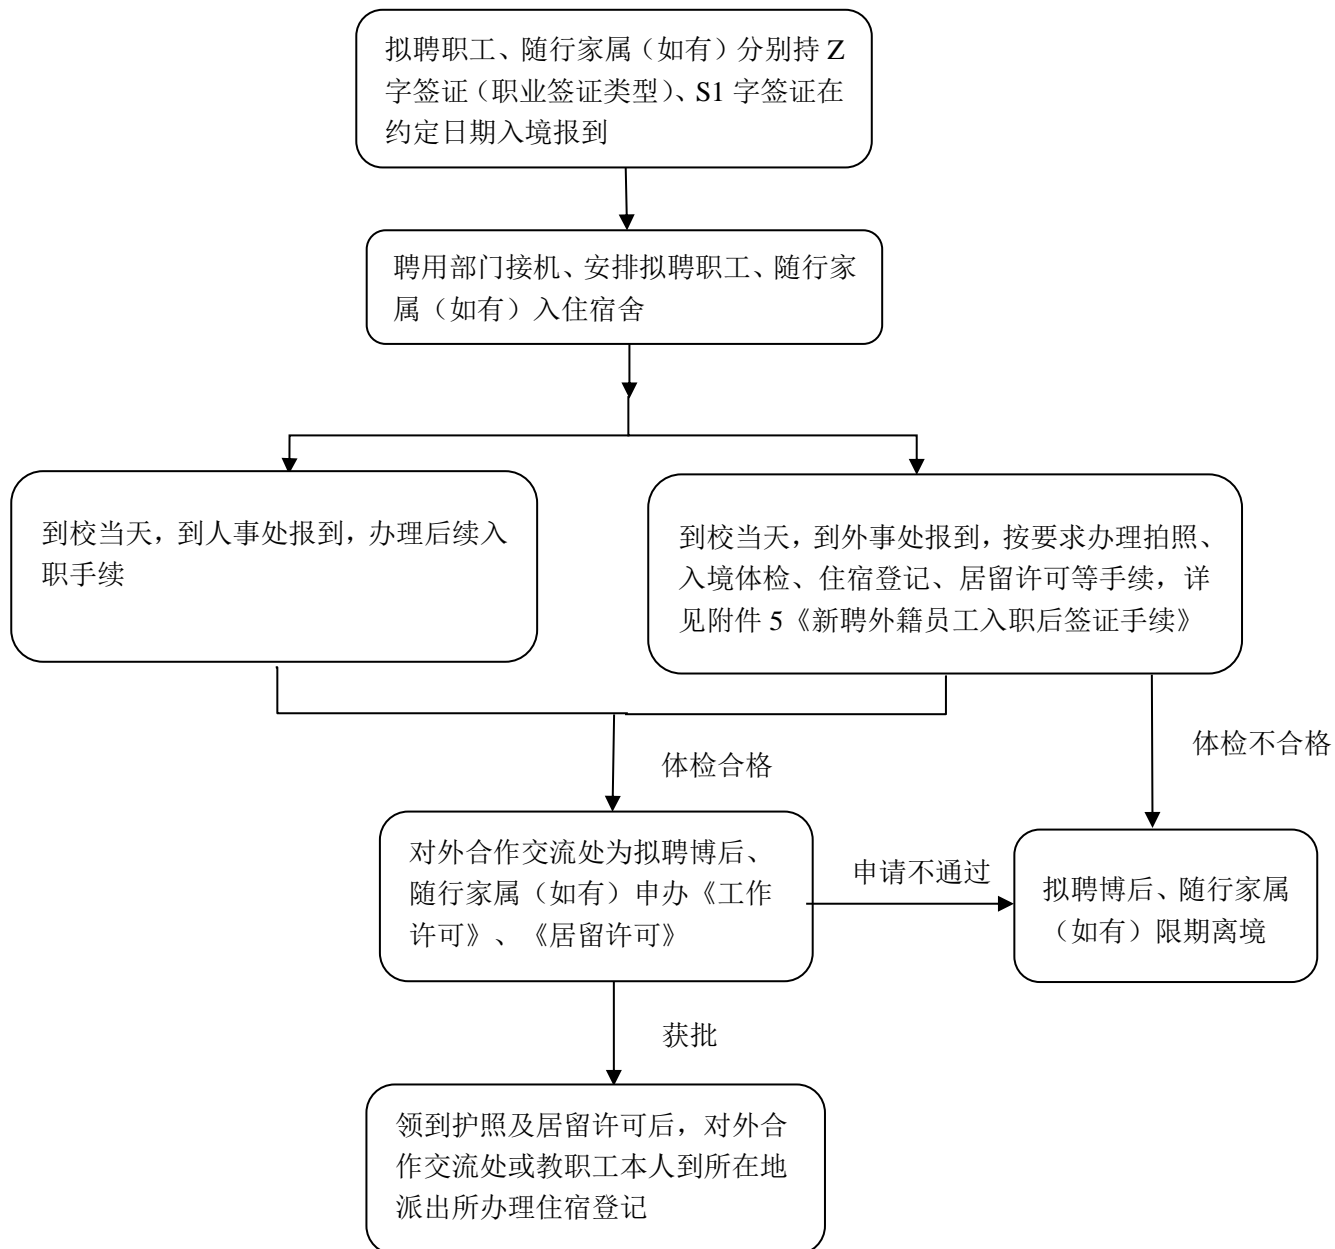 拟聘职工、随行家属（如有）分别持 Z
字签证（职业签证类型）、S1 字签证在
约定日期入境报到
聘用部门接机、安排拟聘职工、随行家
属（如有）入住宿舍
到校当天，到人事处报到，办理后续入
职手续
到校当天，到外事处报到，按要求办理拍照、
入境体检、住宿登记、居留许可等手续，详
见附件 5《新聘外籍员工入职后签证手续》
体检合格
体检不合格
对外合作交流处为拟聘博后、
随行家属（如有）申办《工作
许可》、《居留许可》
申请不通过
拟聘博后、随行家属
（如有）限期离境
获批
领到护照及居留许可后，对外合
作交流处或教职工本人到所在地
派出所办理住宿登记